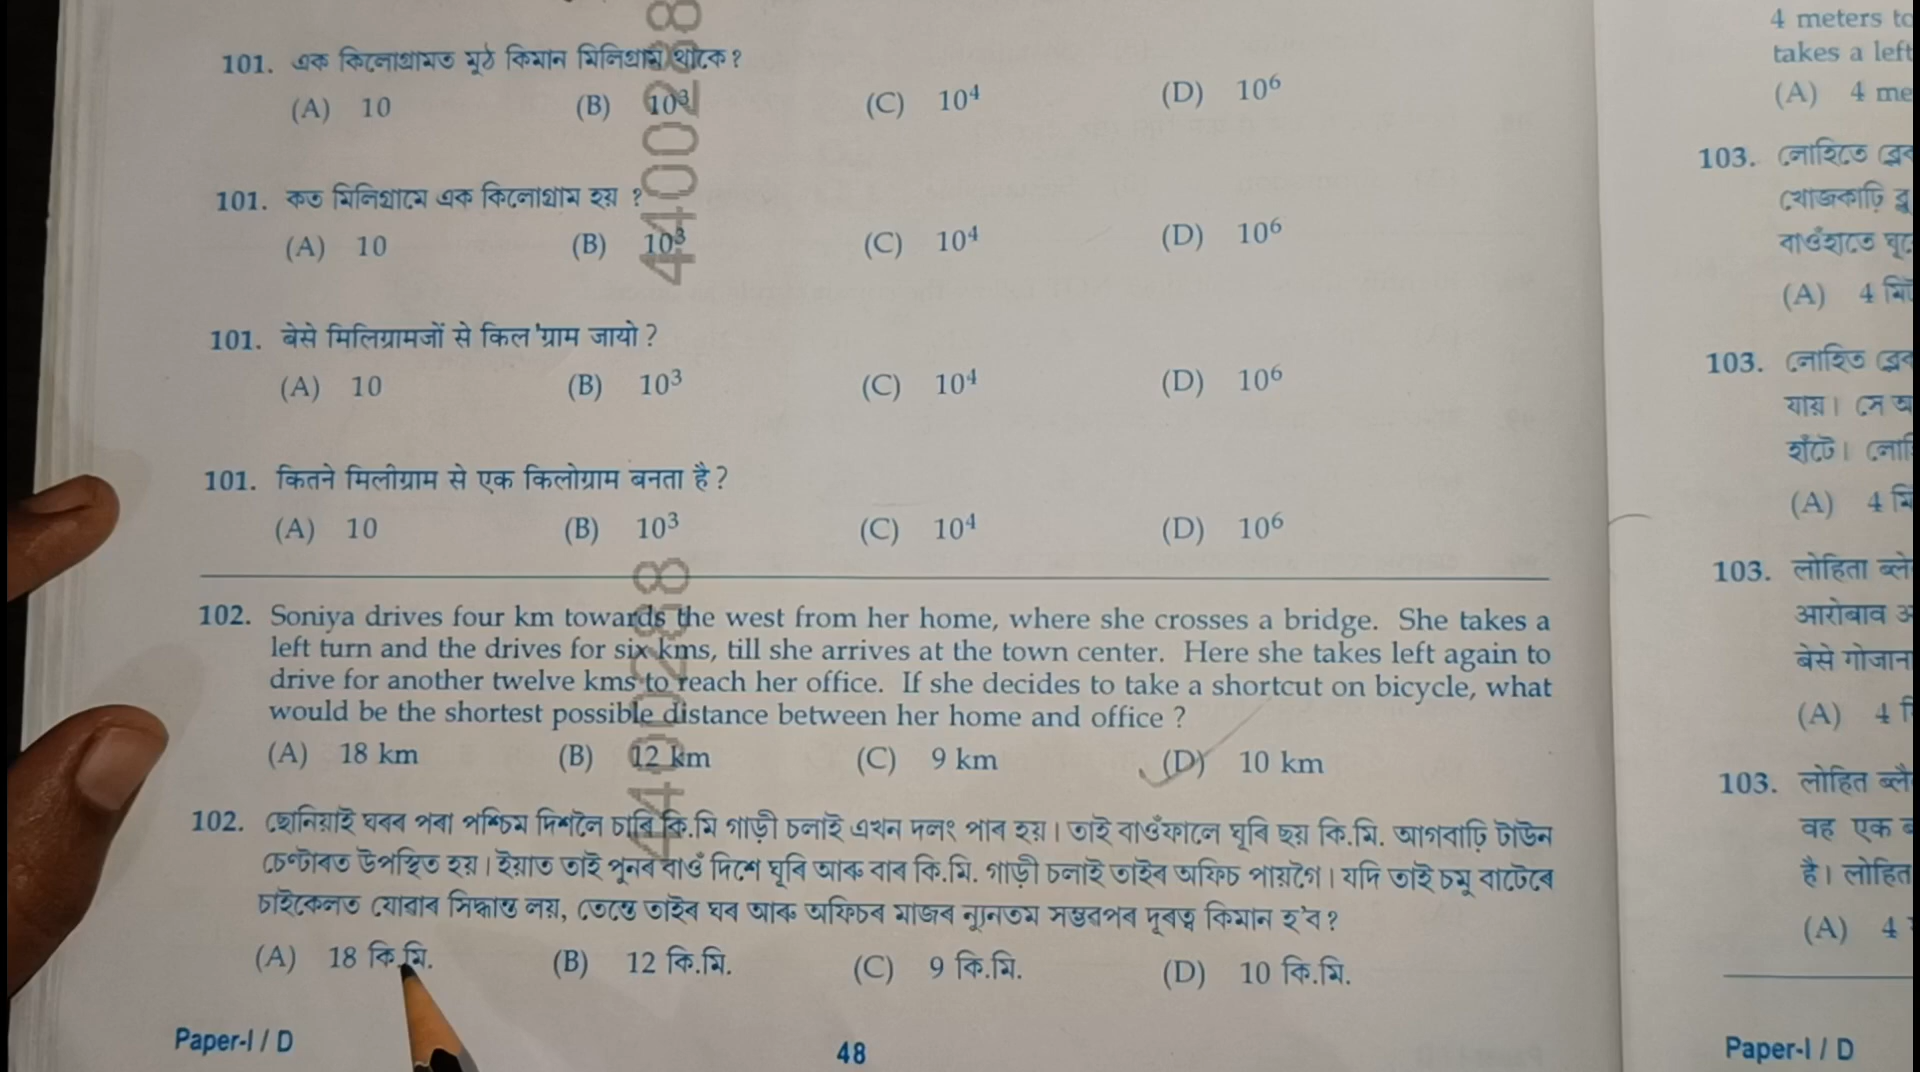 101. এক কিলোগ্ৰামত মুঠ কিমান মিলিগ্ৰাম থাকে?
(A) 10 (B) 10³ (C) 10⁴ (D) 10⁶
101. কত মিলিগ্রামে এক কিলোগ্রাম হয় ?
(A) 10 (B) 10³ (C) 10⁴ (D) 10⁶
101. बेसे मिलिग्रामजों से किल'ग्राम जायो ?
(A) 10 (B) 10³ (C) 10⁴ (D) 10⁶
101. कितने मिलीग्राम से एक किलोग्राम बनता है ?
(A) 10 (B) 10³ (C) 10⁴ (D) 10⁶
102. Soniya drives four km towards the west from her home, where she crosses a bridge. She takes a
left turn and the drives for six kms, till she arrives at the town center. Here she takes left again to
drive for another twelve kms to reach her office. If she decides to take a shortcut on bicycle, what
would be the shortest possible distance between her home and office ?
(A) 18 km (B) 12 km (C) 9 km (D) 10 km
102. ছোনিয়াই ঘৰৰ পৰা পশ্চিম দিশলৈ চাৰি কি.মি গাড়ী চলাই এখন দলং পাৰ হয়। তাই বাওঁফালে ঘূৰি ছয় কি.মি. আগবাঢ়ি টাউন
চেণ্টাৰত উপস্থিত হয়। ইয়াত তাই পুনৰ বাওঁ দিশে ঘূৰি আৰু বাৰ কি.মি. গাড়ী চলাই তাইৰ অফিচ পায়গৈ। যদি তাই চমু বাটেৰে
চাইকেলত যোৱাৰ সিদ্ধান্ত লয়, তেন্তে তাইৰ ঘৰ আৰু অফিচৰ মাজৰ ন্যূনতম সম্ভৱপৰ দূৰত্ব কিমান হ'ব?
(A) 18 কি.মি. (B) 12 কি.মি. (C) 9 কি.মি. (D) 10 কি.মি.
Paper-I / D 48
4 meters
takes a left
(A) 4
103. লোহিতে
(A) 4
103. লোহিত
যায়। সে
হাঁটে।
(A) 4
103. लोहिता
आरोबाव
बेसे
(A) 4
103. लोहित
वह एक
है। लोहित
(A) 4
Paper-I / D
4400288
4400288